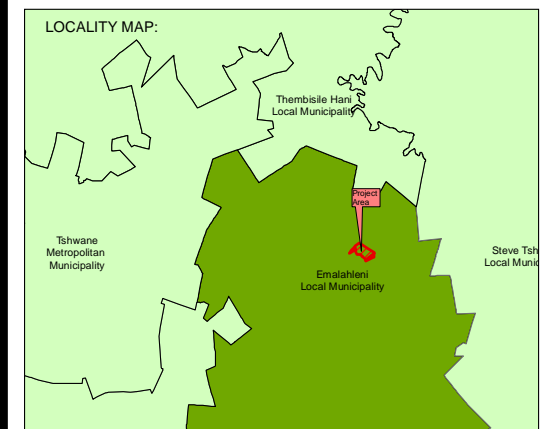 LOCALITY MAP:
Thembisile Hani
Local Municipality
Project
Area
Tshwane
Metropolitan
Municipality
Steve Tsh
Local Munic
Emalahleni
Local Municipality